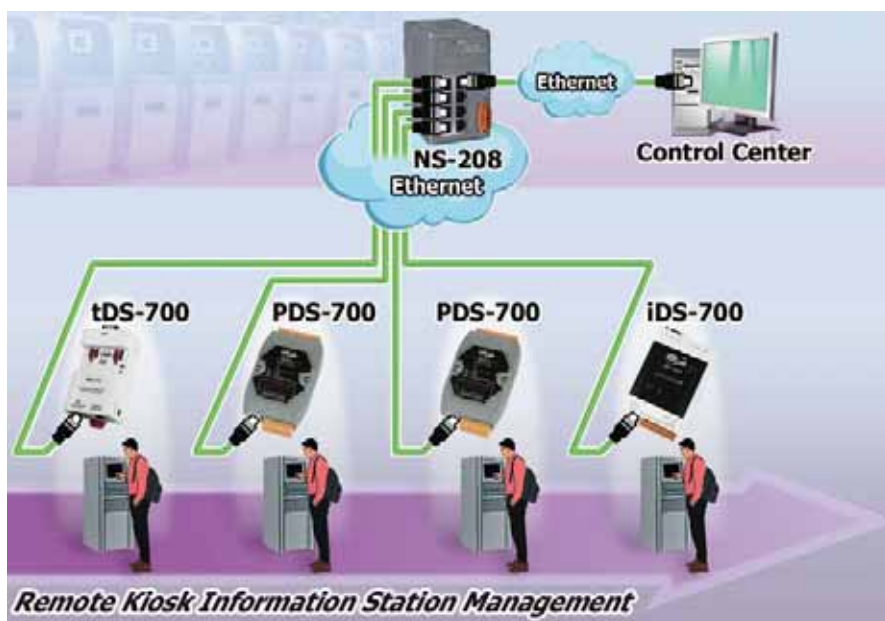 Ethernet
NS-208
Control Center
Ethernet
tDS-700
PDS-700
PDS-700
iDS-700
Remote Kiosk Information Station Management